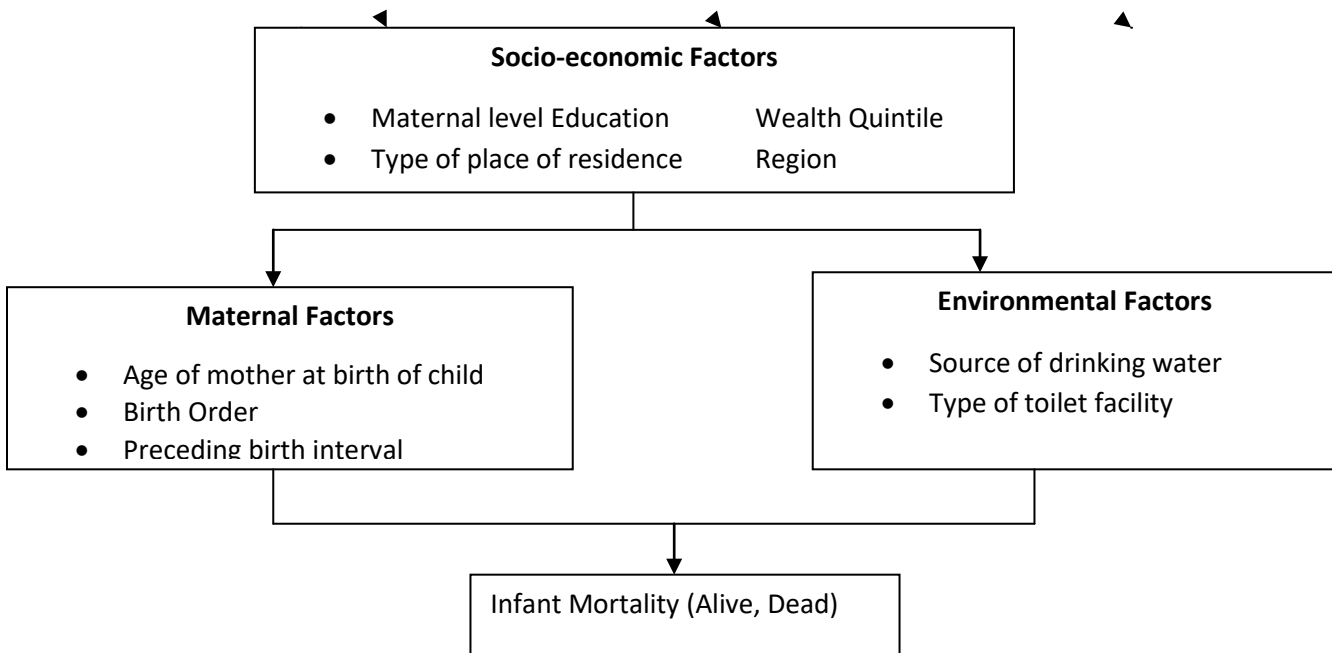 Socio-economic Factors
• Maternal level Education Wealth Quintile
• Type of place of residence Region
Maternal Factors
• Age of mother at birth of child
• Birth Order
• Preceding birth interval
Environmental Factors
• Source of drinking water
• Type of toilet facility
Infant Mortality (Alive, Dead)